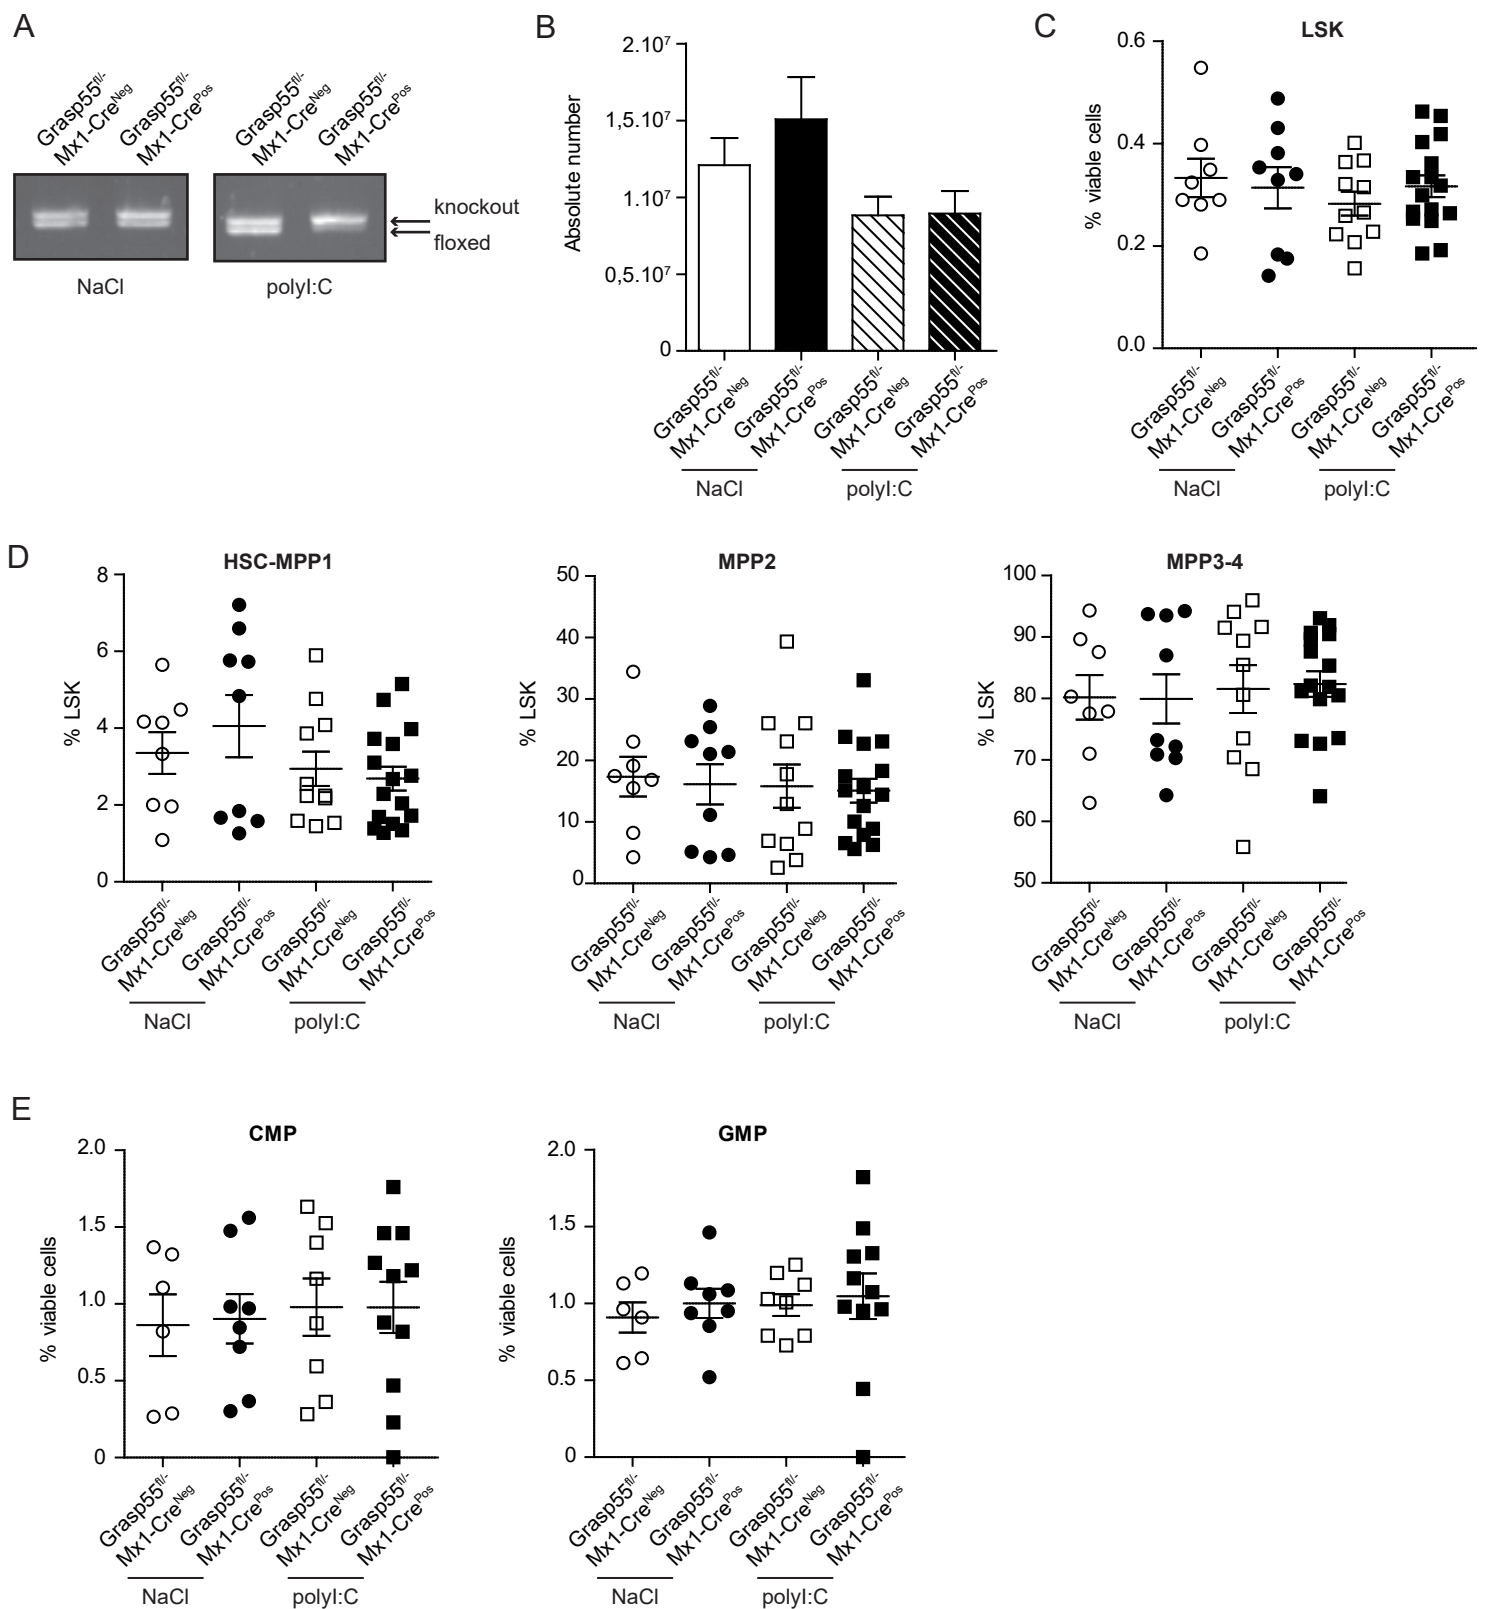 A
Grasp55fl/-
Mx1-CreNeg
Grasp55fl/-
Mx1-CrePos
Grasp55fl/-
Mx1-CreNeg
Grasp55fl/-
Mx1-CrePos
knockout
floxed
NaCl
polyI:C
B
Absolute number
2.10⁷
1,5.10⁷
1.10⁷
0,5.10⁷
0
Grasp55fl/-
Mx1-CreNeg
Grasp55fl/-
Mx1-CrePos
Grasp55fl/-
Mx1-CreNeg
Grasp55fl/-
Mx1-CrePos
NaCl
polyI:C
C
LSK
% viable cells
0.6
0.4
0.2
0.0
Grasp55fl/-
Mx1-CreNeg
Grasp55fl/-
Mx1-CrePos
Grasp55fl/-
Mx1-CreNeg
Grasp55fl/-
Mx1-CrePos
NaCl
polyI:C
D
HSC-MPP1
% LSK
8
6
4
2
0
Grasp55fl/-
Mx1-CreNeg
Grasp55fl/-
Mx1-CrePos
Grasp55fl/-
Mx1-CreNeg
Grasp55fl/-
Mx1-CrePos
NaCl
polyI:C
MPP2
% LSK
50
40
30
20
10
0
Grasp55fl/-
Mx1-CreNeg
Grasp55fl/-
Mx1-CrePos
Grasp55fl/-
Mx1-CreNeg
Grasp55fl/-
Mx1-CrePos
NaCl
polyI:C
MPP3-4
% LSK
100
90
80
70
60
50
Grasp55fl/-
Mx1-CreNeg
Grasp55fl/-
Mx1-CrePos
Grasp55fl/-
Mx1-CreNeg
Grasp55fl/-
Mx1-CrePos
NaCl
polyI:C
E
CMP
% viable cells
2.0
1.5
1.0
0.5
0
Grasp55fl/-
Mx1-CreNeg
Grasp55fl/-
Mx1-CrePos
Grasp55fl/-
Mx1-CreNeg
Grasp55fl/-
Mx1-CrePos
NaCl
polyI:C
GMP
% viable cells
2.0
1.5
1.0
0.5
0
Grasp55fl/-
Mx1-CreNeg
Grasp55fl/-
Mx1-CrePos
Grasp55fl/-
Mx1-CreNeg
Grasp55fl/-
Mx1-CrePos
NaCl
polyI:C